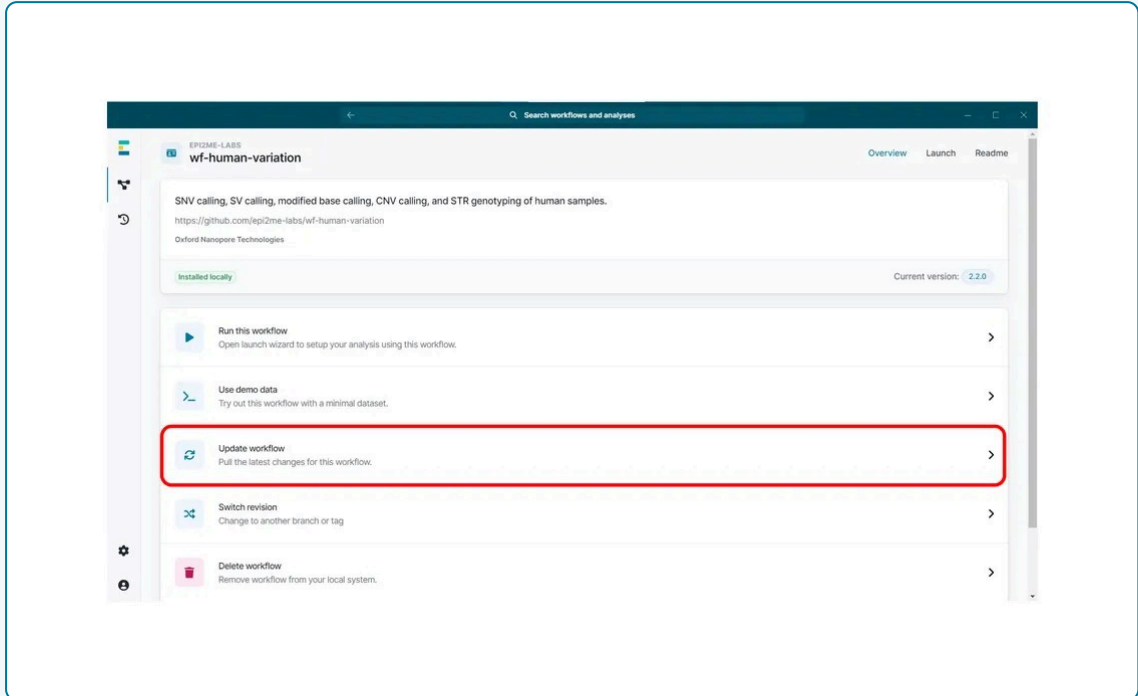 Search workflows and analyses
EPI2ME-LABS
wf-human-variation
Overview Launch Readme
SNV calling, SV calling, modified base calling, CNV calling, and STR genotyping of human samples.
https://github.com/epi2me-labs/wf-human-variation
Oxford Nanopore Technologies
Installed locally
Current version: 2.2.0
Run this workflow
Open launch wizard to setup your analysis using this workflow.
Use demo data
Try out this workflow with a minimal dataset.
Update workflow
Pull the latest changes for this workflow.
Switch revision
Change to another branch or tag
Delete workflow
Remove workflow from your local system.